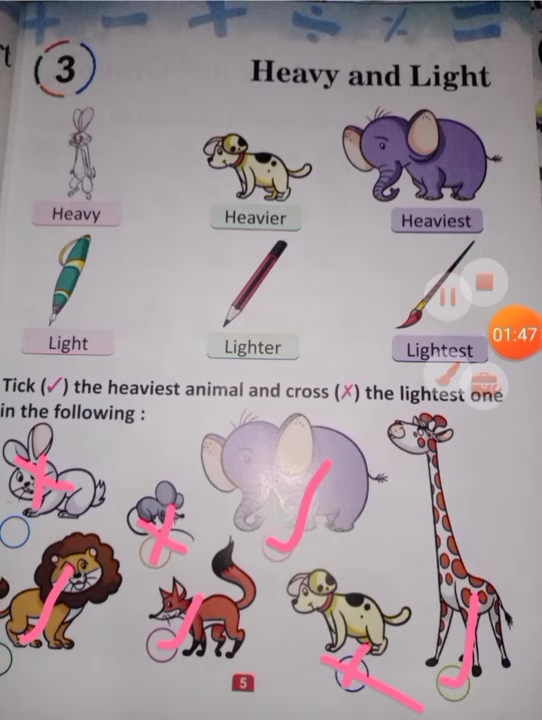 3
Heavy and Light
Heavy Heavier Heaviest
Light Lighter Lightest
01:47
Tick (✓) the heaviest animal and cross (✗) the lightest one
in the following :
5